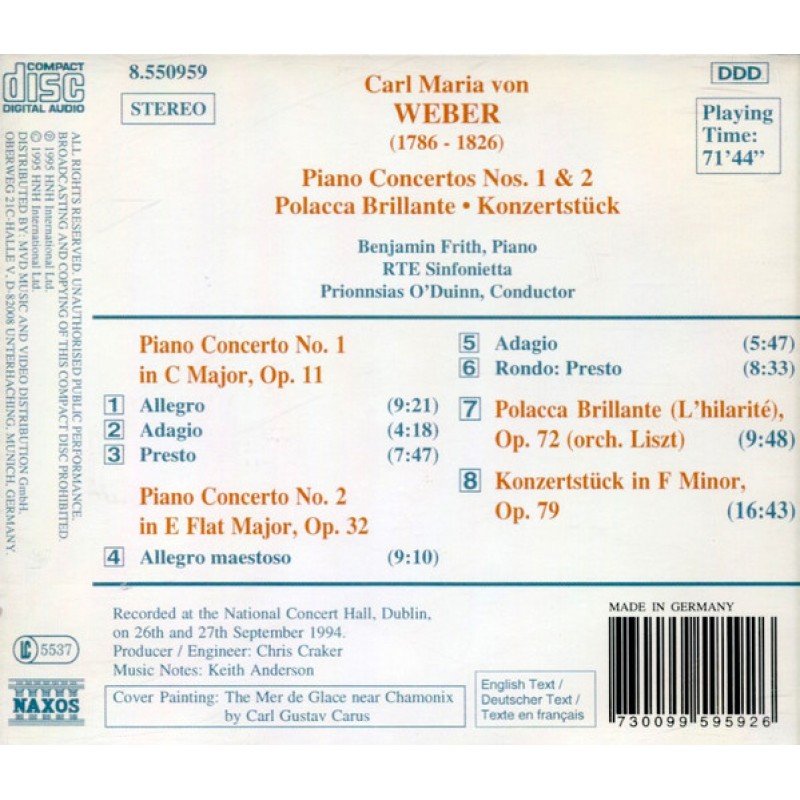 COMPACT
disc
DIGITAL AUDIO
8.550959
STEREO
Carl Maria von
WEBER
(1786 - 1826)
Piano Concertos Nos. 1 & 2
Polacca Brillante • Konzertstück
Benjamin Frith, Piano
RTE Sinfonietta
Prionnsias O'Duinn, Conductor
DDD
Playing
Time:
71'44"
ALL RIGHTS RESERVED. UNAUTHORISED PUBLIC PERFORMANCE,
BROADCASTING AND COPYING OF THIS COMPACT DISC PROHIBITED
℗ 1995 HNH International Ltd.
© 1995 HNH International Ltd.
DISTRIBUTED BY: MVD MUSIC AND VIDEO DISTRIBUTION GmbH,
OBERWEG 21C-HALLE V, D-82008 UNTERHACHING, MUNICH, GERMANY.
Piano Concerto No. 1
in C Major, Op. 11
1 Allegro (9:21)
2 Adagio (4:18)
3 Presto (7:47)
Piano Concerto No. 2
in E Flat Major, Op. 32
4 Allegro maestoso (9:10)
5 Adagio (5:47)
6 Rondo: Presto (8:33)
7 Polacca Brillante (L'hilarité),
Op. 72 (orch. Liszt) (9:48)
8 Konzertstück in F Minor,
Op. 79 (16:43)
Recorded at the National Concert Hall, Dublin,
on 26th and 27th September 1994.
Producer / Engineer: Chris Craker
Music Notes: Keith Anderson
Cover Painting: The Mer de Glace near Chamonix
by Carl Gustav Carus
English Text /
Deutscher Text /
Texte en français
MADE IN GERMANY
7 30099 595926
LC 5537
NAXOS